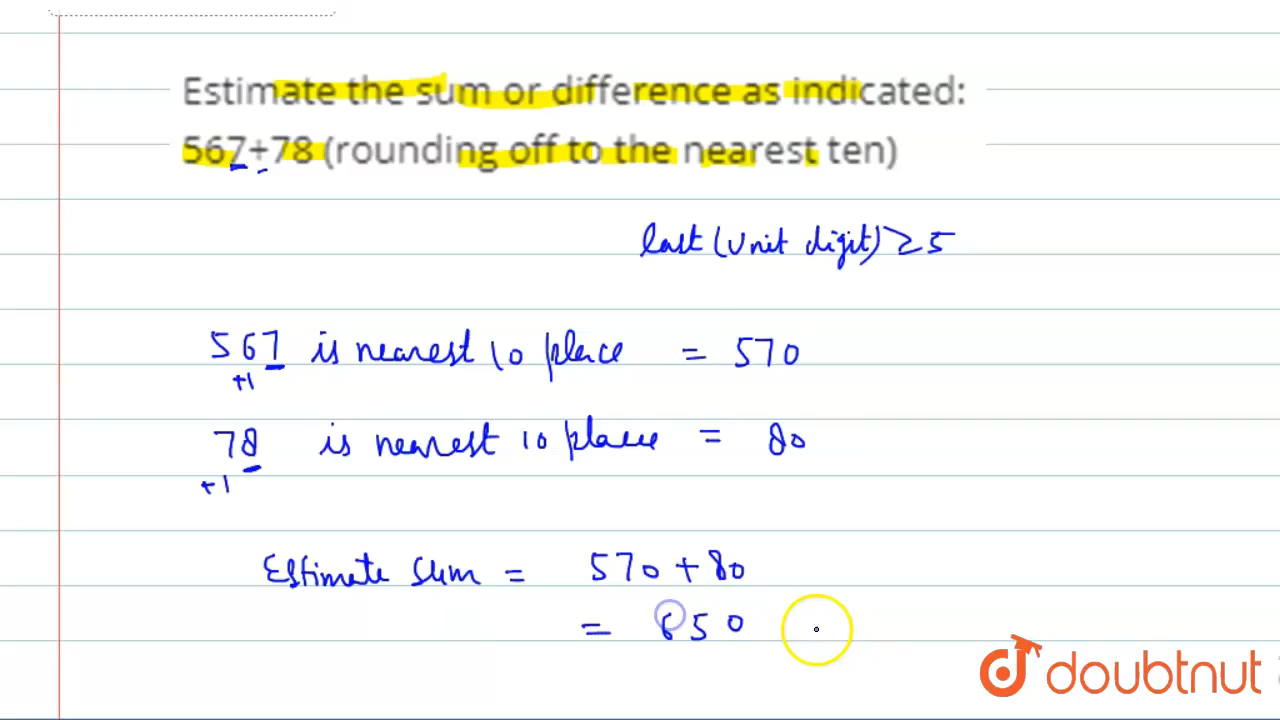 Estimate the sum or difference as indicated:
567+78 (rounding off to the nearest ten)
last (Unit digit) ≥ 5
567 is nearest 10 place = 570
+1
78 is nearest 10 place = 80
+1
Estimate sum = 570 + 80
= 650
doubtnut